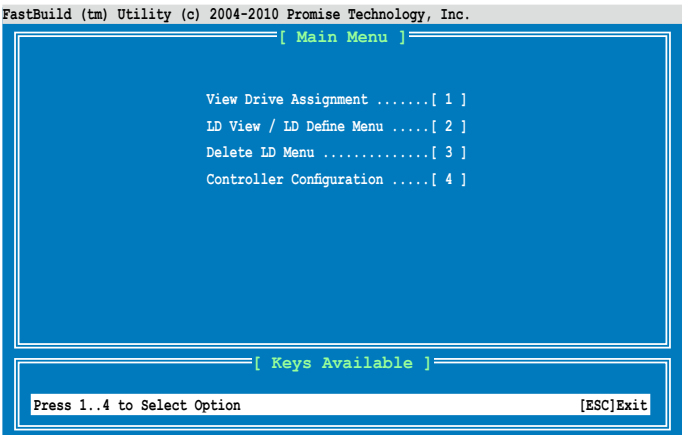 FastBuild (tm) Utility (c) 2004-2010 Promise Technology, Inc.
[ Main Menu ]
View Drive Assignment .......[ 1 ]
LD View / LD Define Menu .....[ 2 ]
Delete LD Menu ..............[ 3 ]
Controller Configuration .....[ 4 ]
[ Keys Available ]
Press 1..4 to Select Option [ESC]Exit